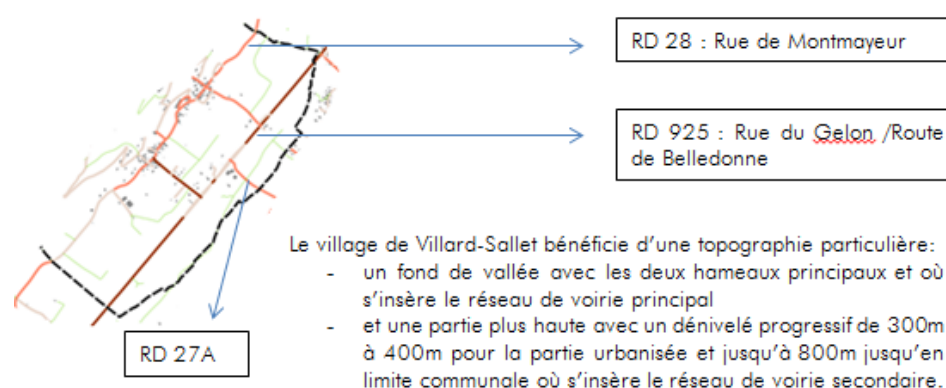 RD 28 : Rue de Montmayeur
RD 925 : Rue du Gelon /Route
de Belledonne
Le village de Villard-Sallet bénéficie d'une topographie particulière:
- un fond de vallée avec les deux hameaux principaux et où
s'insère le réseau de voirie principal
- et une partie plus haute avec un dénivelé progressif de 300m
à 400m pour la partie urbanisée et jusqu'à 800m jusqu'en
limite communale où s'insère le réseau de voirie secondaire.
RD 27A